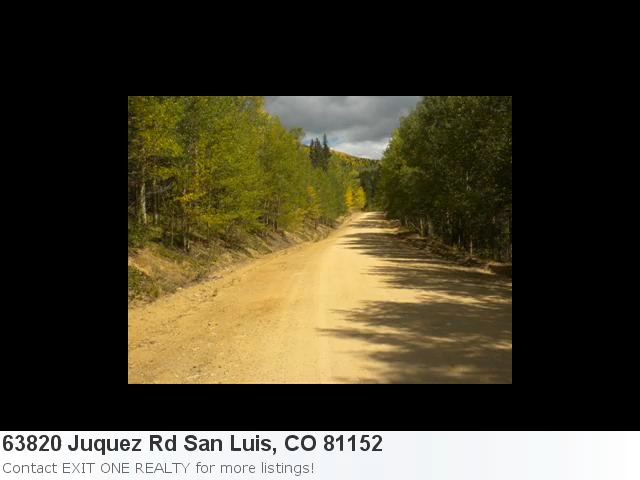 63820 Juquez Rd San Luis, CO 81152
Contact EXIT ONE REALTY for more listings!